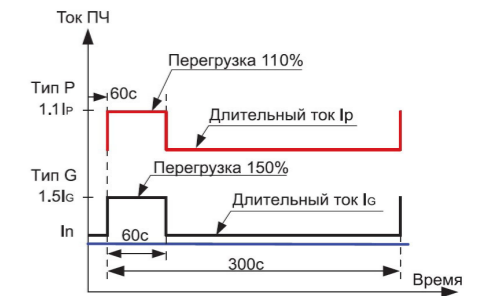 Ток ПЧ
Перегрузка 110%
Тип P
60с
1.1IP
Длительный ток Ip
Тип G
Перегрузка 150%
1.5IG
Длительный ток IG
In
60с
300с
Время